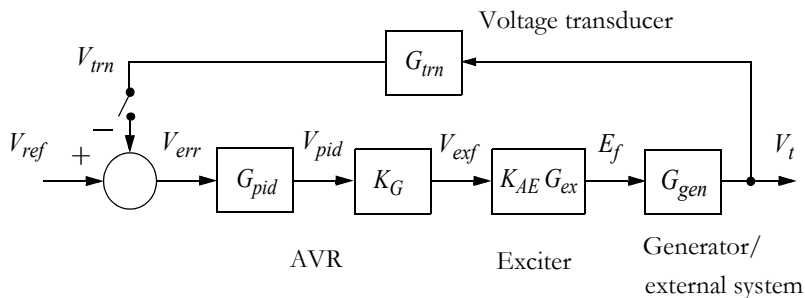 Voltage transducer
V_trn
G_trn
V_ref
+
−
V_err
G_pid
V_pid
K_G
V_exf
K_AE G_ex
E_f
G_gen
V_t
AVR
Exciter
Generator/
external system